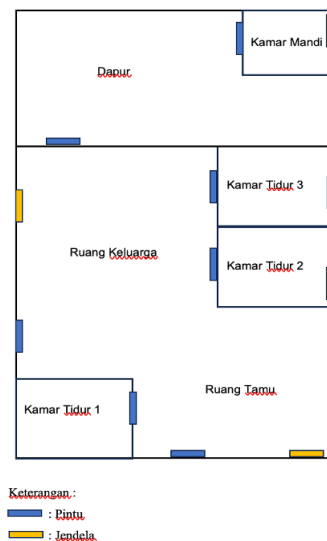 Kamar Mandi
Dapur
Kamar Tidur 3
Ruang Keluarga
Kamar Tidur 2
Ruang Tamu
Kamar Tidur 1
Keterangan :
: Pintu
: Jendela